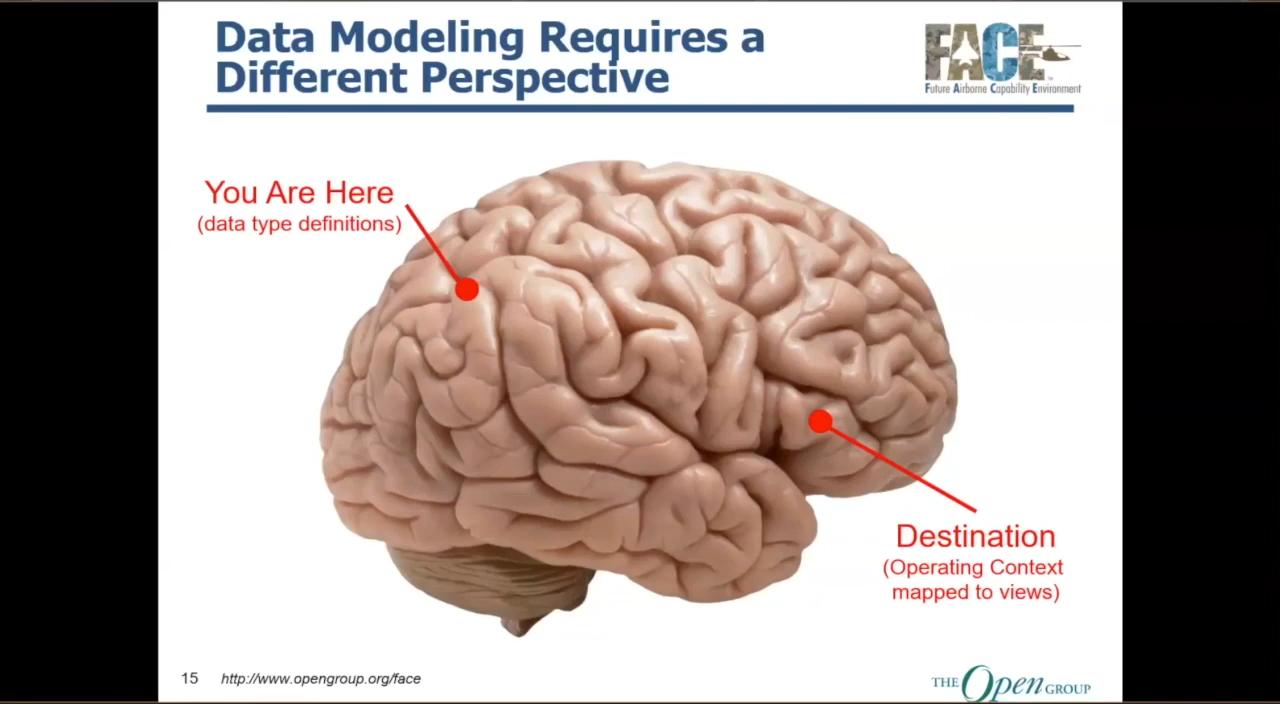 Data Modeling Requires a
Different Perspective
FACE™
Future Airborne Capability Environment
You Are Here
(data type definitions)
Destination
(Operating Context
mapped to views)
15 http://www.opengroup.org/face
THE Open GROUP